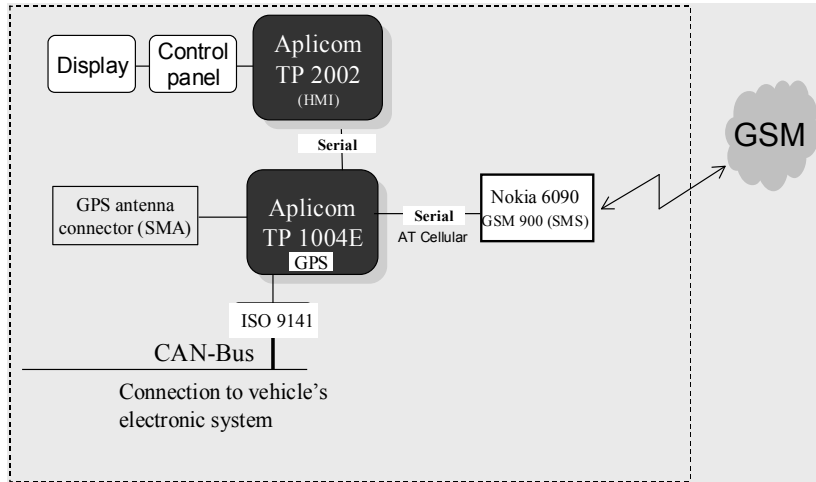 Display
Control
panel
Aplicom
TP 2002
(HMI)
GSM
Serial
GPS antenna
connector (SMA)
Aplicom
TP 1004E
GPS
Serial
AT Cellular
Nokia 6090
GSM 900 (SMS)
ISO 9141
CAN-Bus
Connection to vehicle's
electronic system